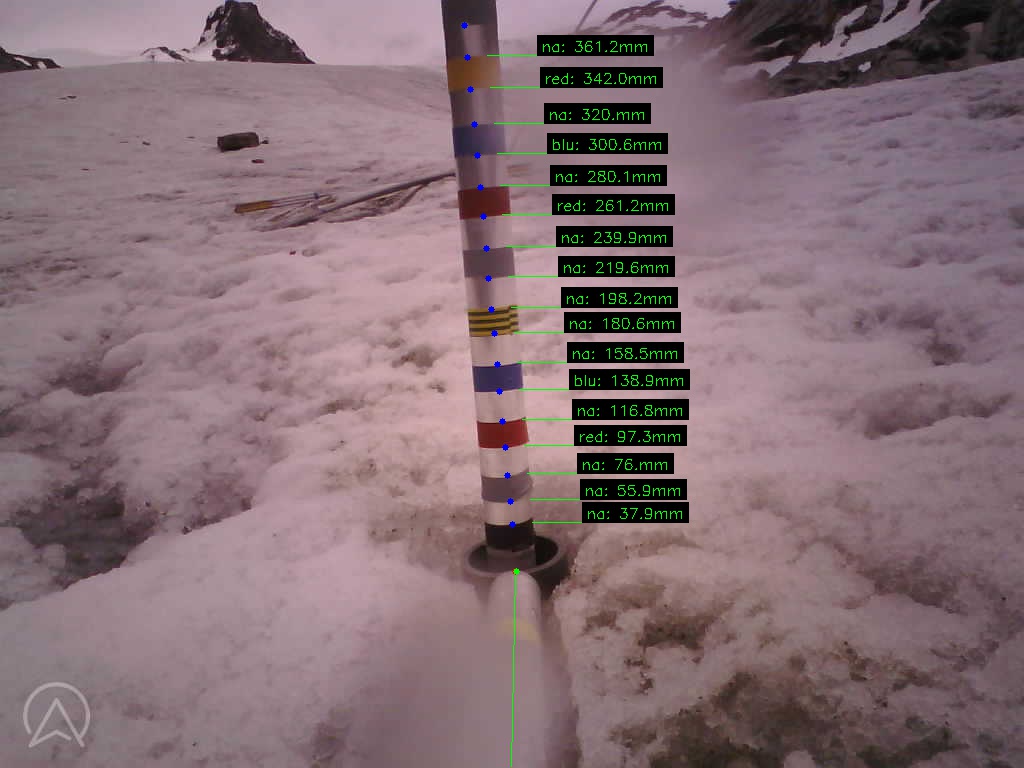 na: 361.2mm
red: 342.0mm
na: 320.mm
blu: 300.6mm
na: 280.1mm
red: 261.2mm
na: 239.9mm
na: 219.6mm
na: 198.2mm
na: 180.6mm
na: 158.5mm
blu: 138.9mm
na: 116.8mm
red: 97.3mm
na: 76.mm
na: 55.9mm
na: 37.9mm